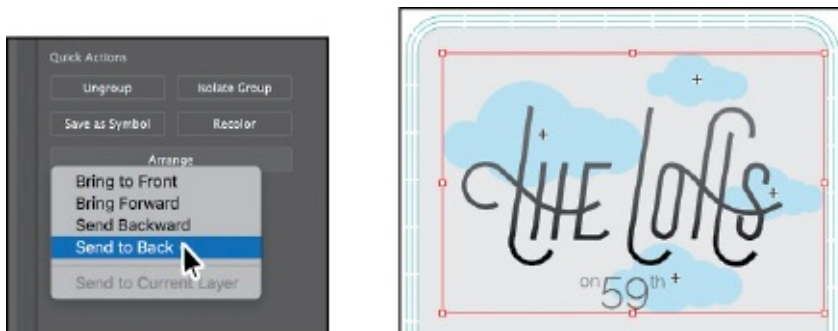 Quick Actions
Ungroup
Isolate Group
Save as Symbol
Recolor
Arrange
Bring to Front
Bring Forward
Send Backward
Send to Back
Send to Current Layer
THE LOFTS
on 59th